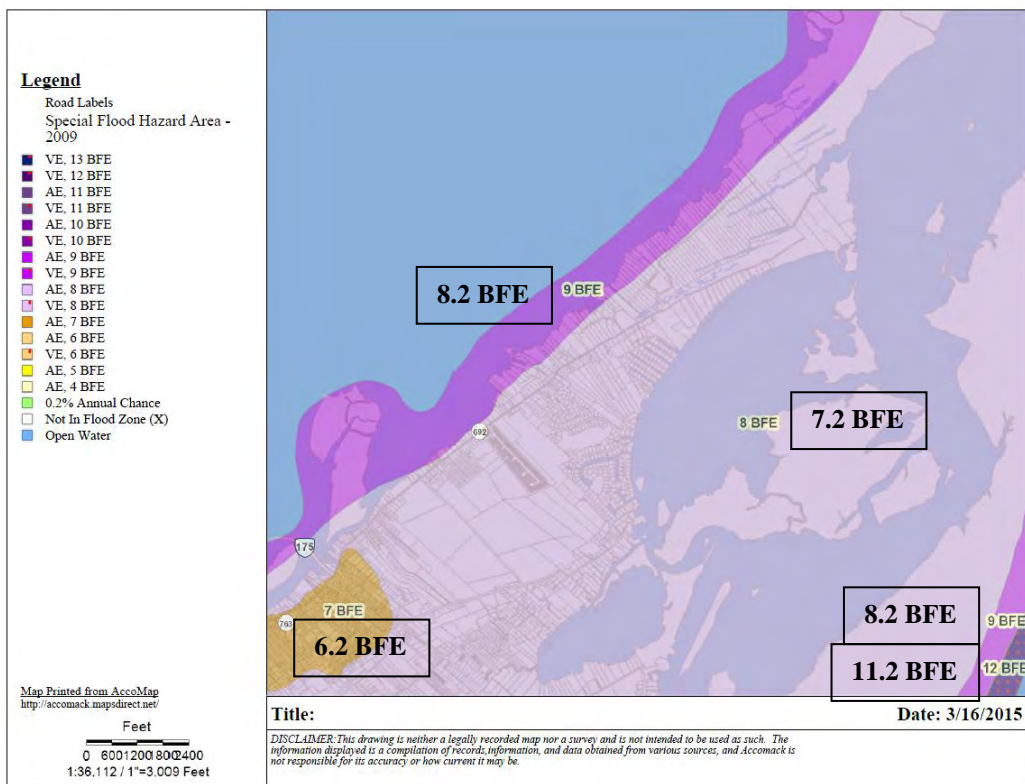 Legend
Road Labels
Special Flood Hazard Area -
2009
VE, 13 BFE
VE, 12 BFE
AE, 11 BFE
VE, 11 BFE
AE, 10 BFE
VE, 10 BFE
AE, 9 BFE
VE, 9 BFE
AE, 8 BFE
VE, 8 BFE
AE, 7 BFE
AE, 6 BFE
VE, 6 BFE
AE, 5 BFE
AE, 4 BFE
0.2% Annual Chance
Not In Flood Zone (X)
Open Water
Map Printed from AccoMap
http://accomack.mapsdirect.net/
Feet
0 600 1200 1800 2400
1:36,112 / 1"=3,009 Feet
8.2 BFE
9 BFE
692
8 BFE
7.2 BFE
175
7 BFE
763
6.2 BFE
8.2 BFE
9 BFE
11.2 BFE
12 BFE
Title:
Date: 3/16/2015
DISCLAIMER:This drawing is neither a legally recorded map nor a survey and is not intended to be used as such. The
information displayed is a compilation of records,information, and data obtained from various sources, and Accomack is
not responsible for its accuracy or how current it may be.